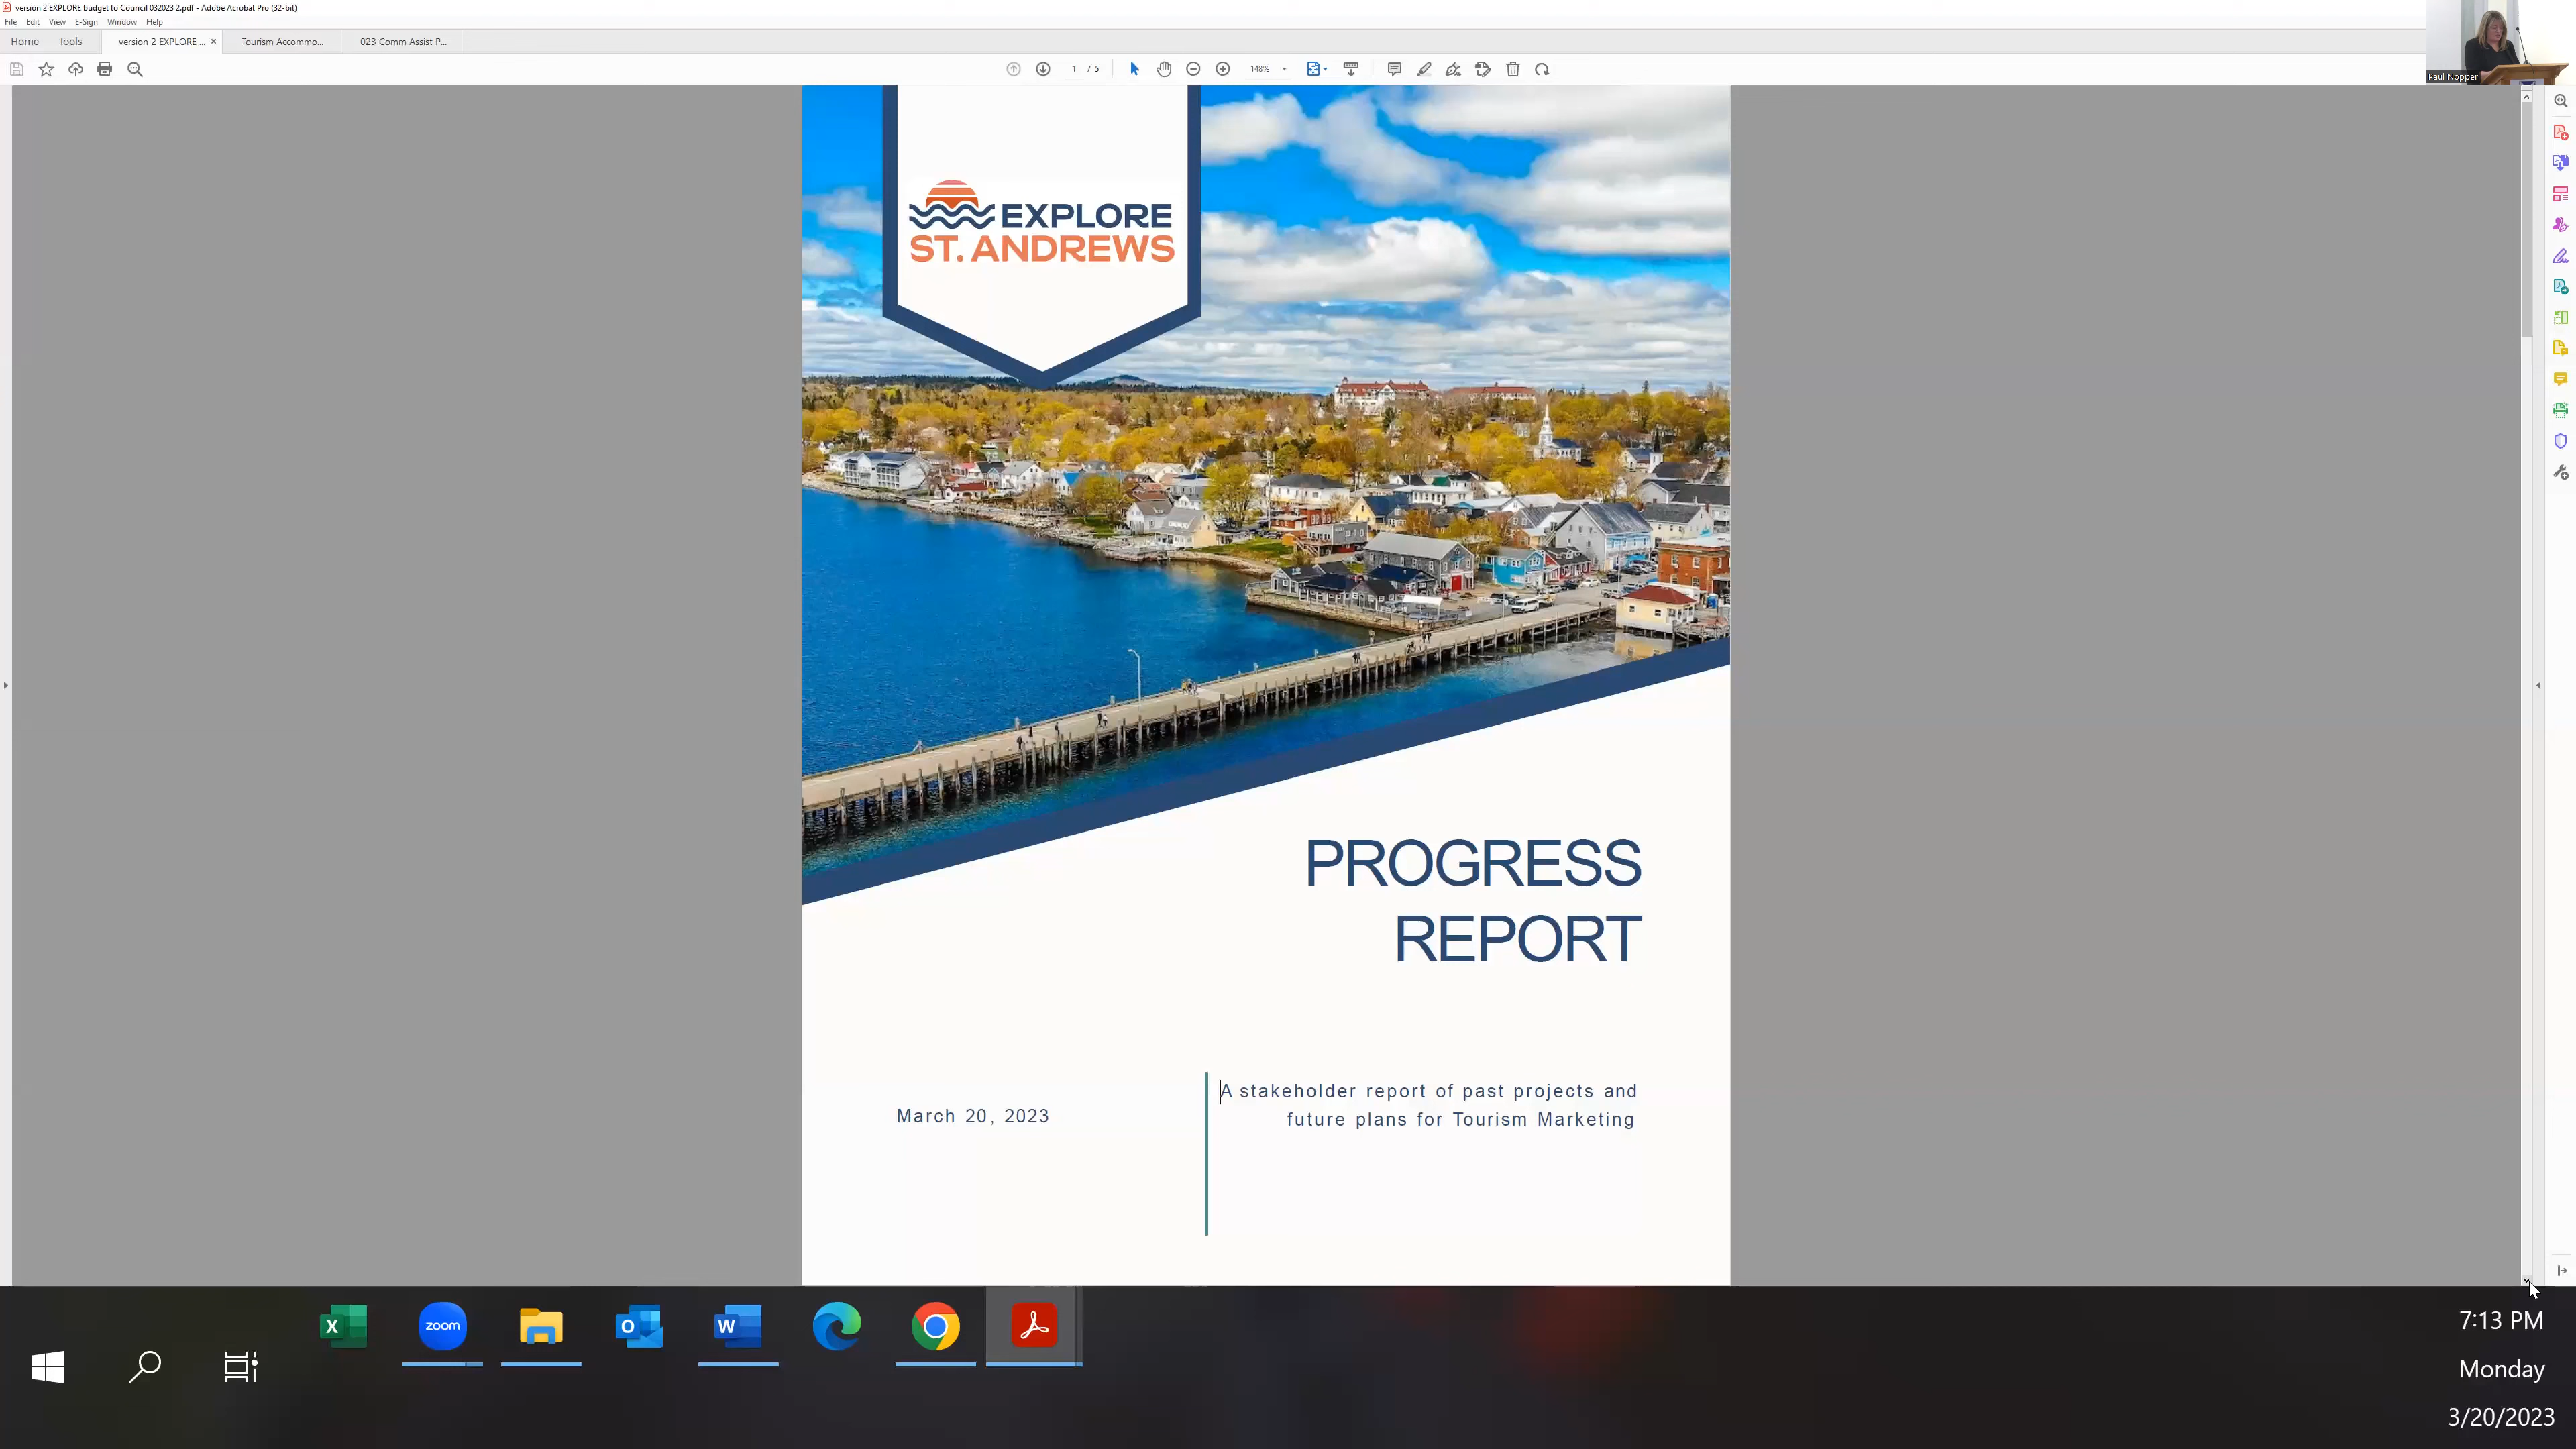 version 2 EXPLORE budget to Council 032023 2.pdf - Adobe Acrobat Pro (32-bit)
File Edit View E-Sign Window Help
Home Tools version 2 EXPLORE ... × Tourism Accommo... 023 Comm Assist P...
1 / 5 148%
Paul Nopper
EXPLORE
ST. ANDREWS
PROGRESS
REPORT
A stakeholder report of past projects and
future plans for Tourism Marketing
March 20, 2023
X zoom O W
7:13 PM
Monday
3/20/2023